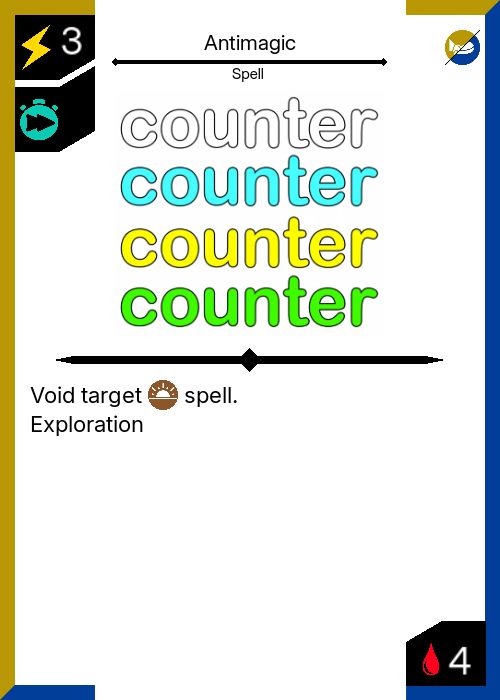 3
Antimagic
Spell
counter
counter
counter
counter
Void target spell.
Exploration
4